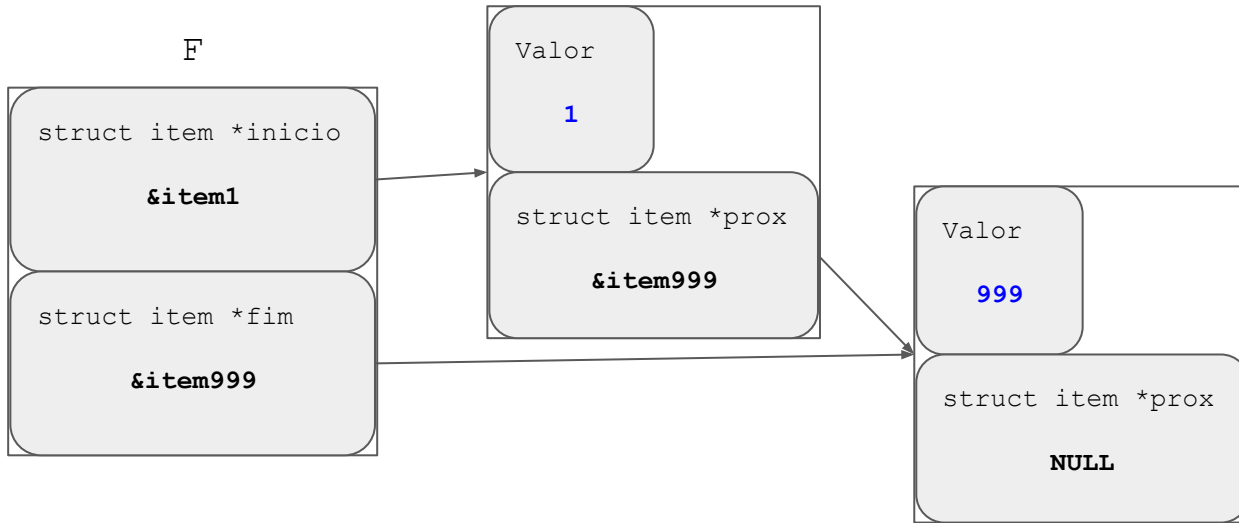 F
struct item *inicio
&item1
struct item *fim
&item999
Valor
1
struct item *prox
&item999
Valor
999
struct item *prox
NULL